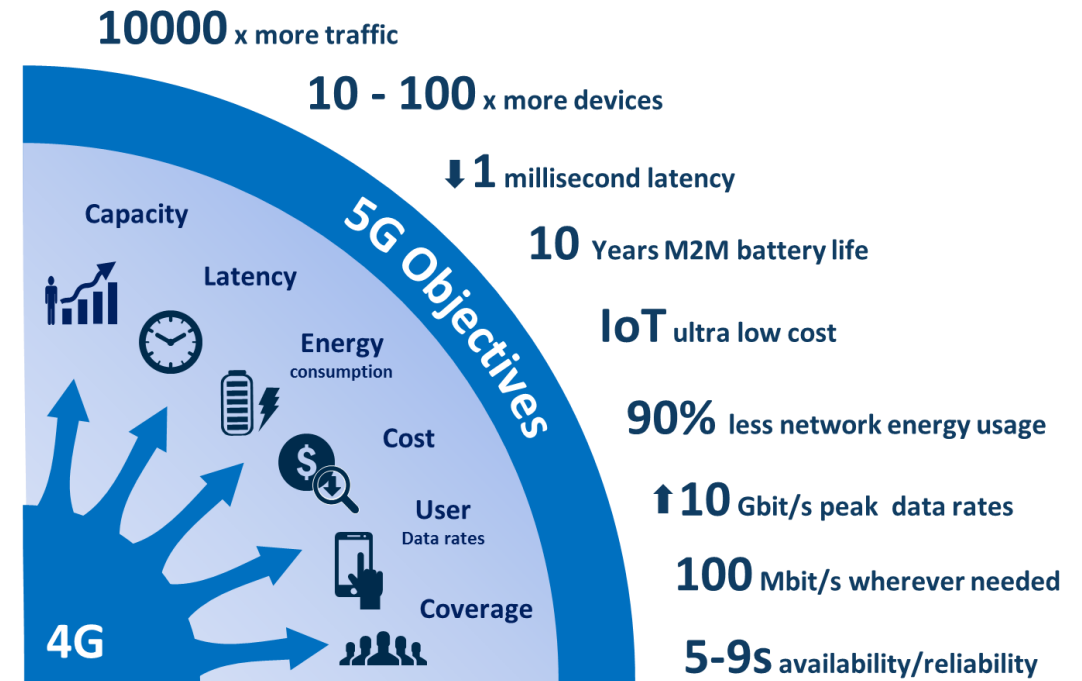 10000 x more traffic
10 - 100 x more devices
⬇1 millisecond latency
10 Years M2M battery life
IoT ultra low cost
90% less network energy usage
⬆10 Gbit/s peak data rates
100 Mbit/s wherever needed
5-9s availability/reliability
5G Objectives
Capacity
Latency
Energy
consumption
Cost
$
User
Data rates
Coverage
4G